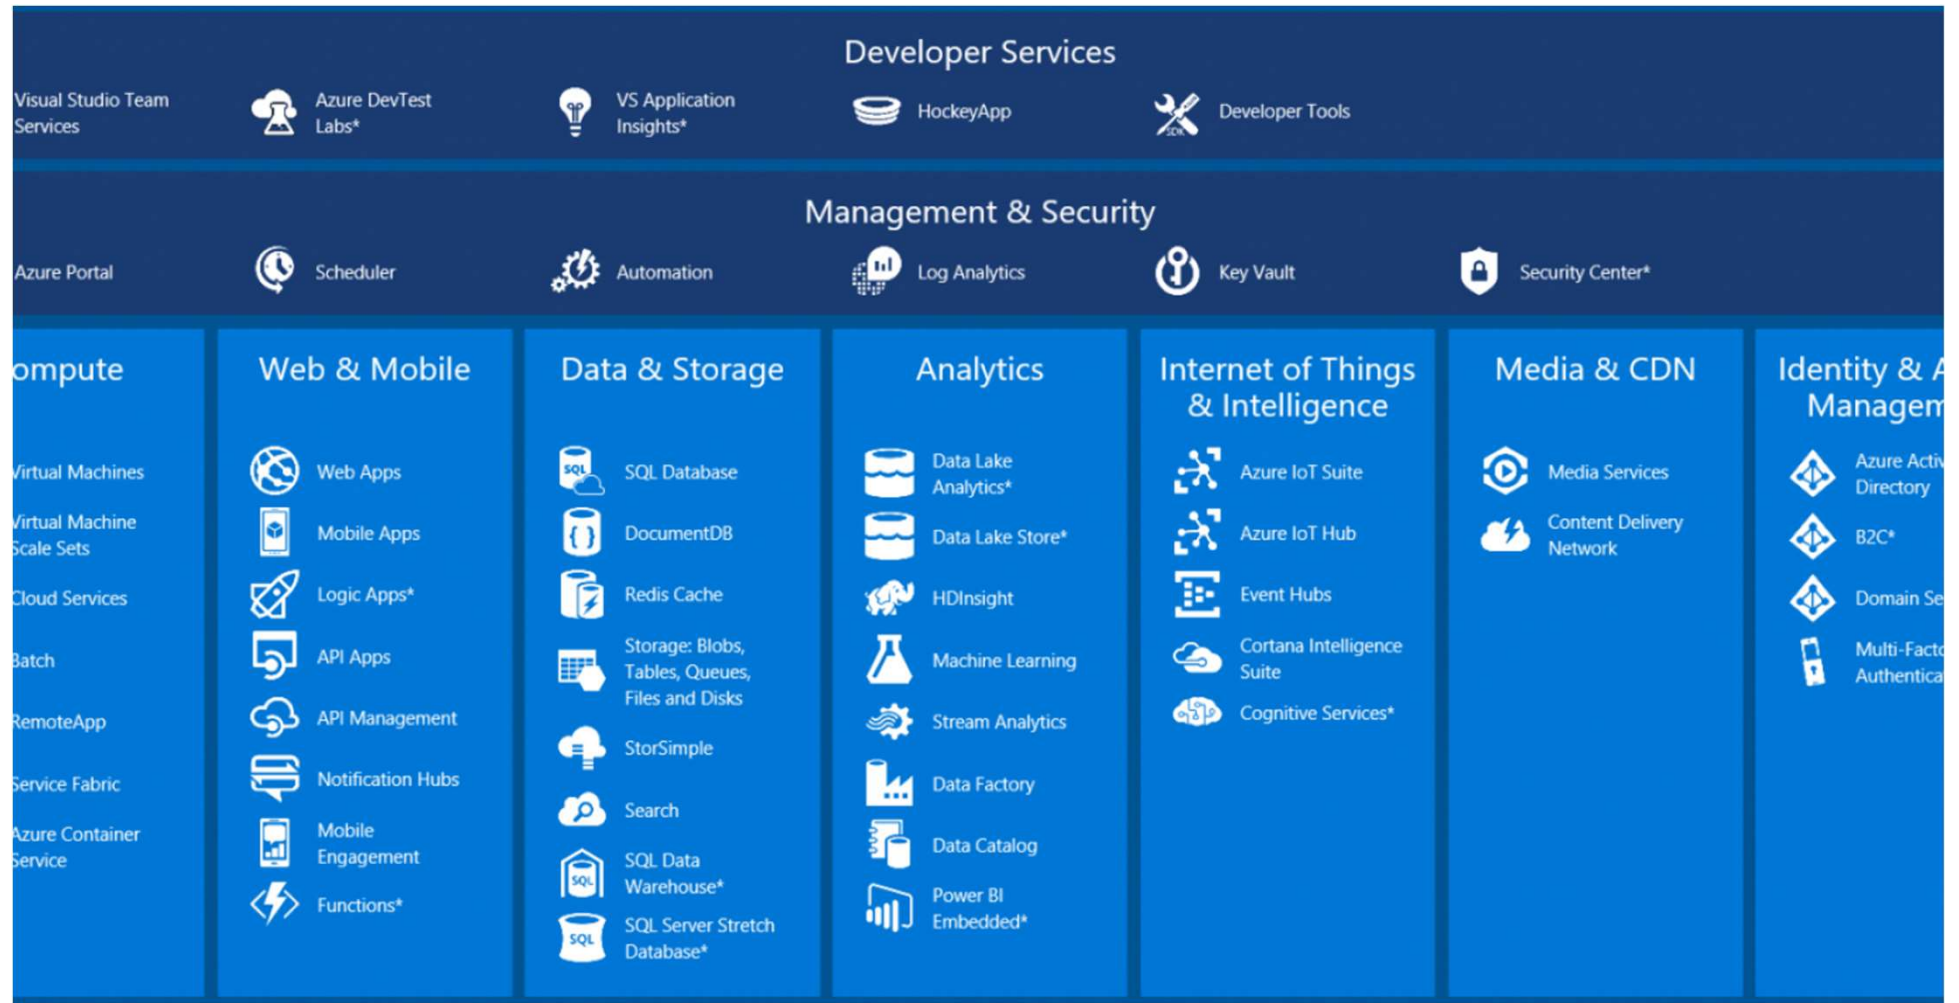 Developer Services
Visual Studio Team
Services
Azure DevTest
Labs*
VS Application
Insights*
HockeyApp
SDK
Developer Tools
Management & Security
Azure Portal
Scheduler
Automation
Log Analytics
Key Vault
Security Center*
ompute
Virtual Machines
Virtual Machine
Scale Sets
Cloud Services
Batch
RemoteApp
Service Fabric
Azure Container
Service
Web & Mobile
Web Apps
Mobile Apps
Logic Apps*
API Apps
API Management
Notification Hubs
Mobile
Engagement
Functions*
Data & Storage
SQL
SQL Database
DocumentDB
Redis Cache
Storage: Blobs,
Tables, Queues,
Files and Disks
StorSimple
Search
SQL
SQL Data
Warehouse*
SQL
SQL Server Stretch
Database*
Analytics
Data Lake
Analytics*
Data Lake Store*
HDInsight
Machine Learning
Stream Analytics
Data Factory
Data Catalog
Power BI
Embedded*
Internet of Things
& Intelligence
Azure IoT Suite
Azure IoT Hub
Event Hubs
Cortana Intelligence
Suite
Cognitive Services*
Media & CDN
Media Services
Content Delivery
Network
Identity & A
Managem
Azure Activ
Directory
B2C*
Domain Se
Multi-Facto
Authentica